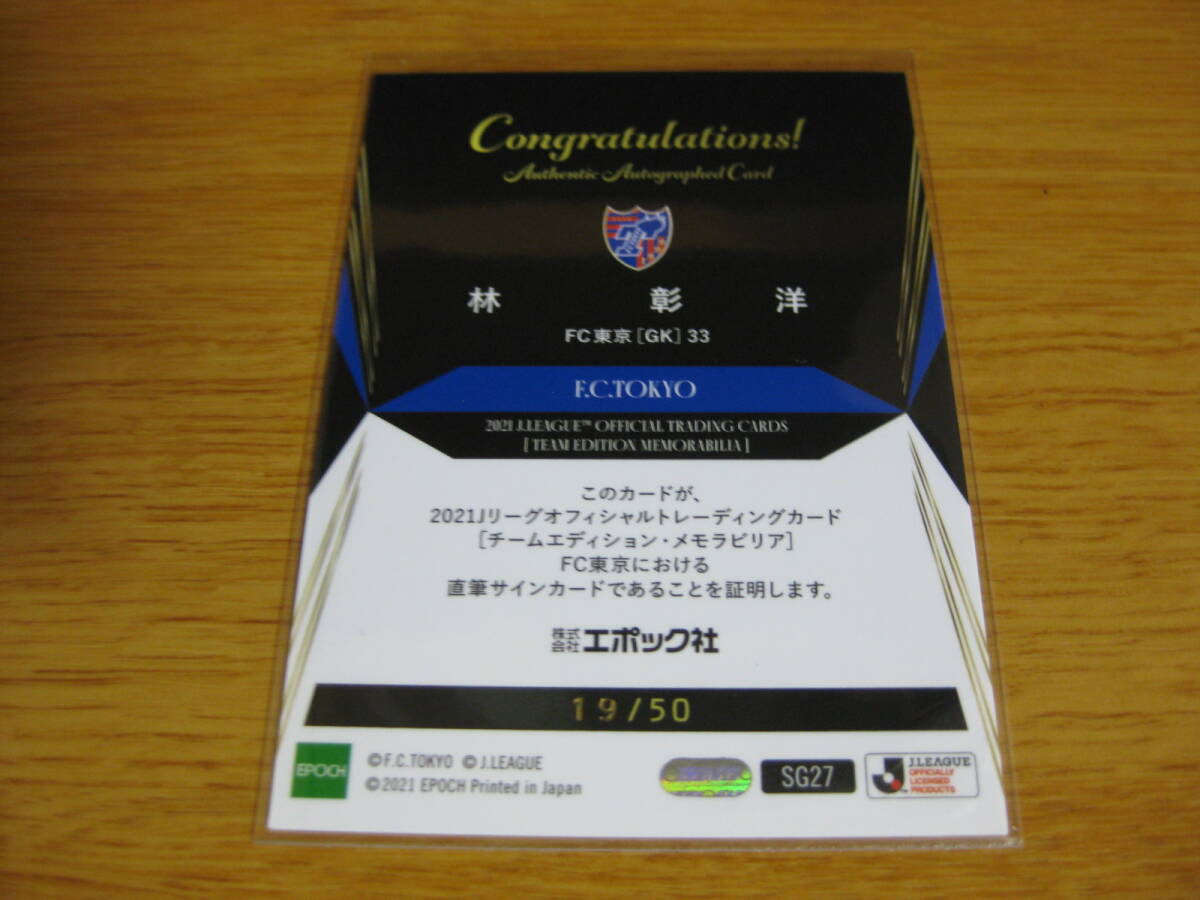 Congratulations!
Authentic Autographed Card
林 彰 洋
FC東京 [GK] 33
F.C.TOKYO
2021 J.LEAGUE™ OFFICIAL TRADING CARDS
[ TEAM EDITION MEMORABILIA ]
このカードが、
2021Jリーグオフィシャルトレーディングカード
[チームエディション・メモラビリア]
FC東京における
直筆サインカードであることを証明します。
株式会社 エポック社
19/50
EPOCH
©F.C.TOKYO © J.LEAGUE
©2021 EPOCH Printed in Japan
SG27
J.LEAGUE
OFFICIALLY
LICENSED
PRODUCTS